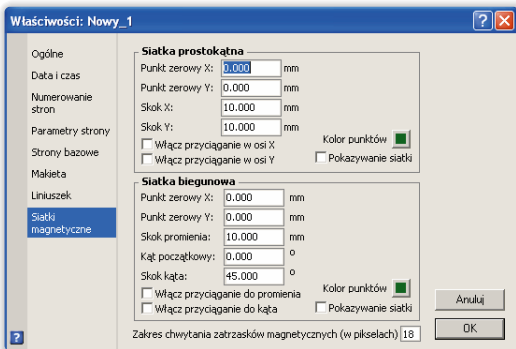 Właściwości: Nowy_1
Ogólne
Data i czas
Numerowanie
stron
Parametry strony
Strony bazowe
Makieta
Liniuszek
Siatki
magnetyczne
Siatka prostokątna
Punkt zerowy X: 0.000 mm
Punkt zerowy Y: 0.000 mm
Skok X: 10.000 mm
Skok Y: 10.000 mm
Włącz przyciąganie w osi X
Kolor punktów
Włącz przyciąganie w osi Y
Pokazywanie siatki
Siatka biegunowa
Punkt zerowy X: 0.000 mm
Punkt zerowy Y: 0.000 mm
Skok promienia: 10.000 mm
Kąt początkowy: 0.000 °
Skok kąta: 45.000 °
Włącz przyciąganie do promienia
Kolor punktów
Włącz przyciąganie do kąta
Pokazywanie siatki
Zakres chwytania zatrzasków magnetycznych (w pikselach) 18
Anuluj
OK
?